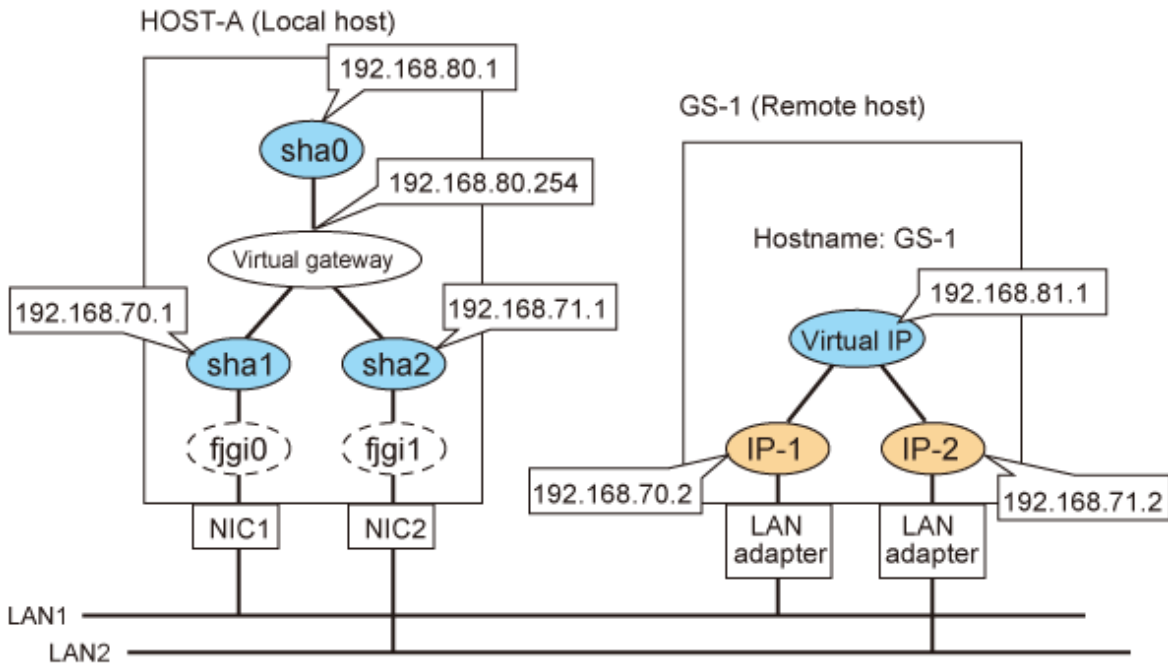 HOST-A (Local host)
192.168.80.1
GS-1 (Remote host)
sha0
192.168.80.254
Hostname: GS-1
Virtual gateway
192.168.81.1
192.168.70.1
192.168.71.1
Virtual IP
sha1
sha2
fjgi0
fjgi1
IP-1
IP-2
192.168.70.2
192.168.71.2
NIC1
NIC2
LAN
adapter
LAN
adapter
LAN1
LAN2